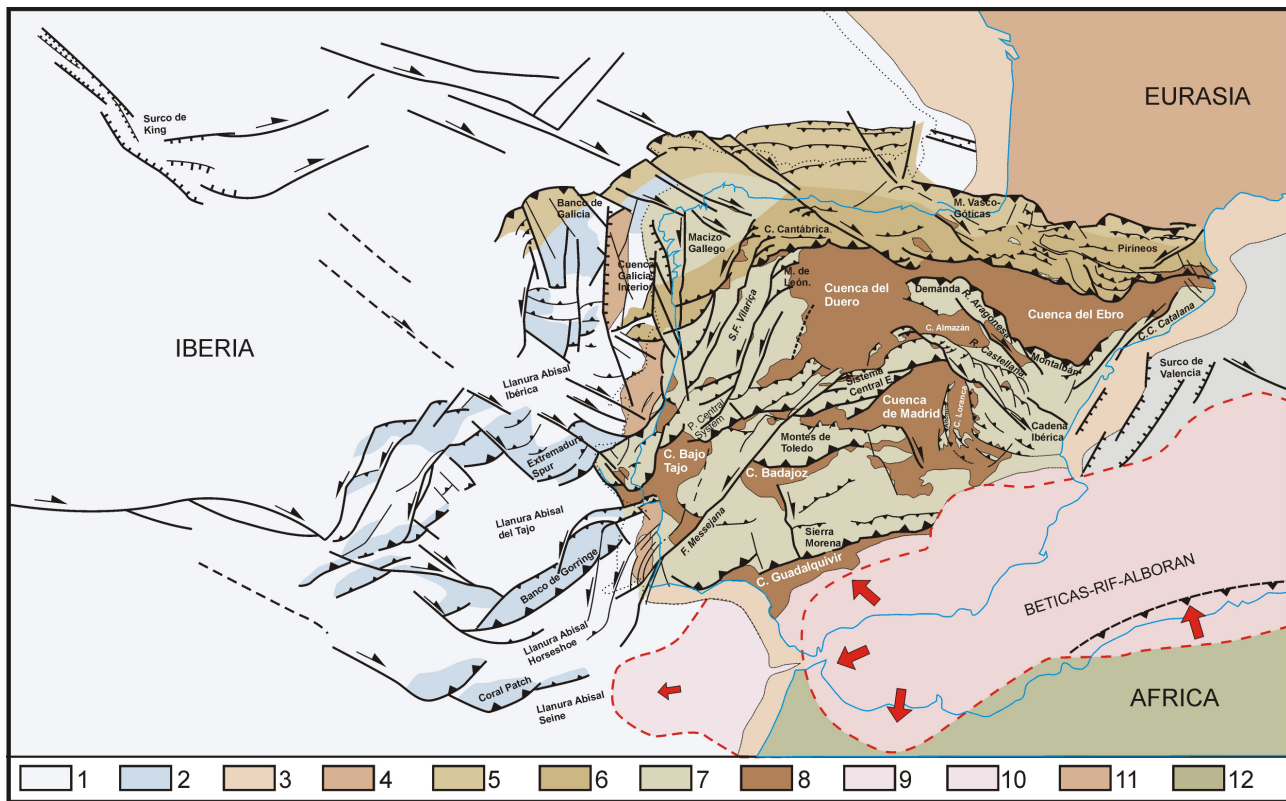 EURASIA
Surco de
King
Banco de
Galicia
M. Vasco-
Góticas
Macizo
Gallego
C. Cantábrica
Pirineos
Cuenca
Galicia
Interior
M. de
León.
Cuenca del
Duero
Demanda
R. Aragonesa
Cuenca del Ebro
C.C. Catalana
S.F. Vilariça
C. Almazán
R. Castellana
Montalbán
IBERIA
Llanura Abisal
Ibérica
Surco de
Valencia
Sistema
Central E.
Cuenca
de Madrid
C. Loranca
P. Central
System
Cadena
Ibérica
Montes de
Toledo
Extremadura
Spur
C. Bajo
Tajo
C. Badajoz
Llanura Abisal
del Tajo
F. Messejana
Sierra
Morena
C. Guadalquivir
Banco de Gorringe
BETICAS-RIF-ALBORAN
Llanura Abisal
Horseshoe
Coral Patch
Llanura Abisal
Seine
AFRICA
1 2 3 4 5 6 7 8 9 10 11 12